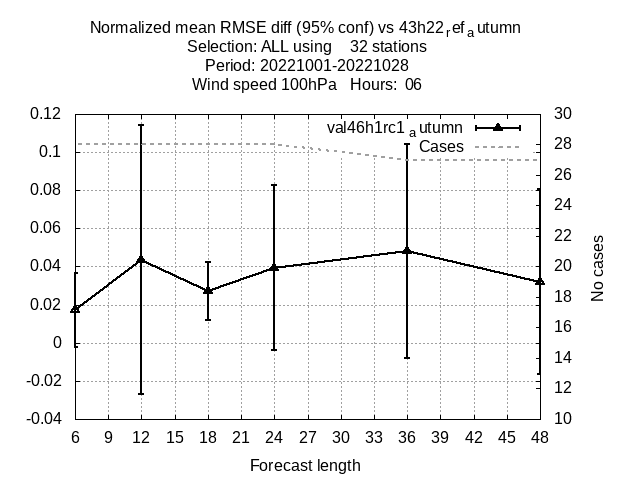 Normalized mean RMSE diff (95% conf) vs 43h22refautumn
Selection: ALL using 32 stations
Period: 20221001-20221028
Wind speed 100hPa Hours: 06
val46h1rc1autumn
Cases
0.12
0.1
0.08
0.06
0.04
0.02
0
-0.02
-0.04
30
28
26
24
22
20
18
16
14
12
10
No cases
6 9 12 15 18 21 24 27 30 33 36 39 42 45 48
Forecast length